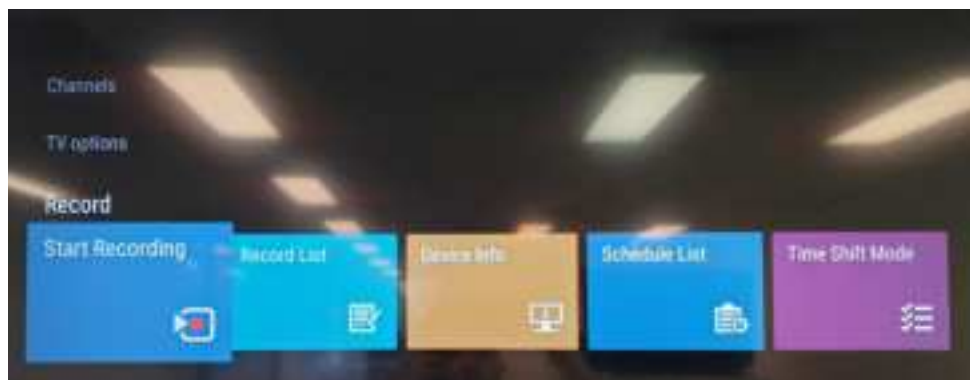 Channels
TV options
Record
Start Recording
Record List
Device Info
Schedule List
Time Shift Mode